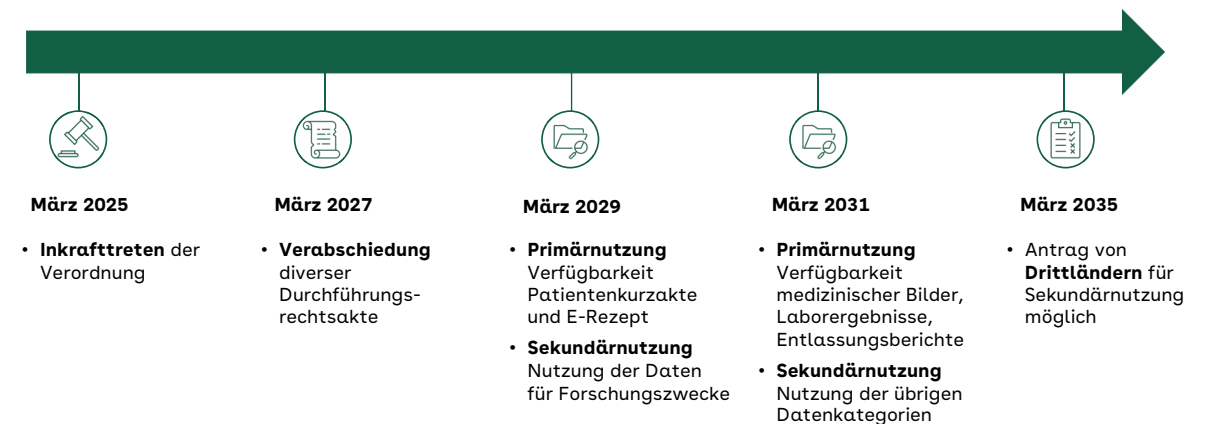 März 2025
• Inkrafttreten der
Verordnung
März 2027
• Verabschiedung
diverser
Durchführungs-
rechtsakte
März 2029
• Primärnutzung
Verfügbarkeit
Patientenkurzakte
und E-Rezept
• Sekundärnutzung
Nutzung der Daten
für Forschungszwecke
März 2031
• Primärnutzung
Verfügbarkeit
medizinischer Bilder,
Laborergebnisse,
Entlassungsberichte
• Sekundärnutzung
Nutzung der übrigen
Datenkategorien
März 2035
• Antrag von
Drittländern für
Sekundärnutzung
möglich